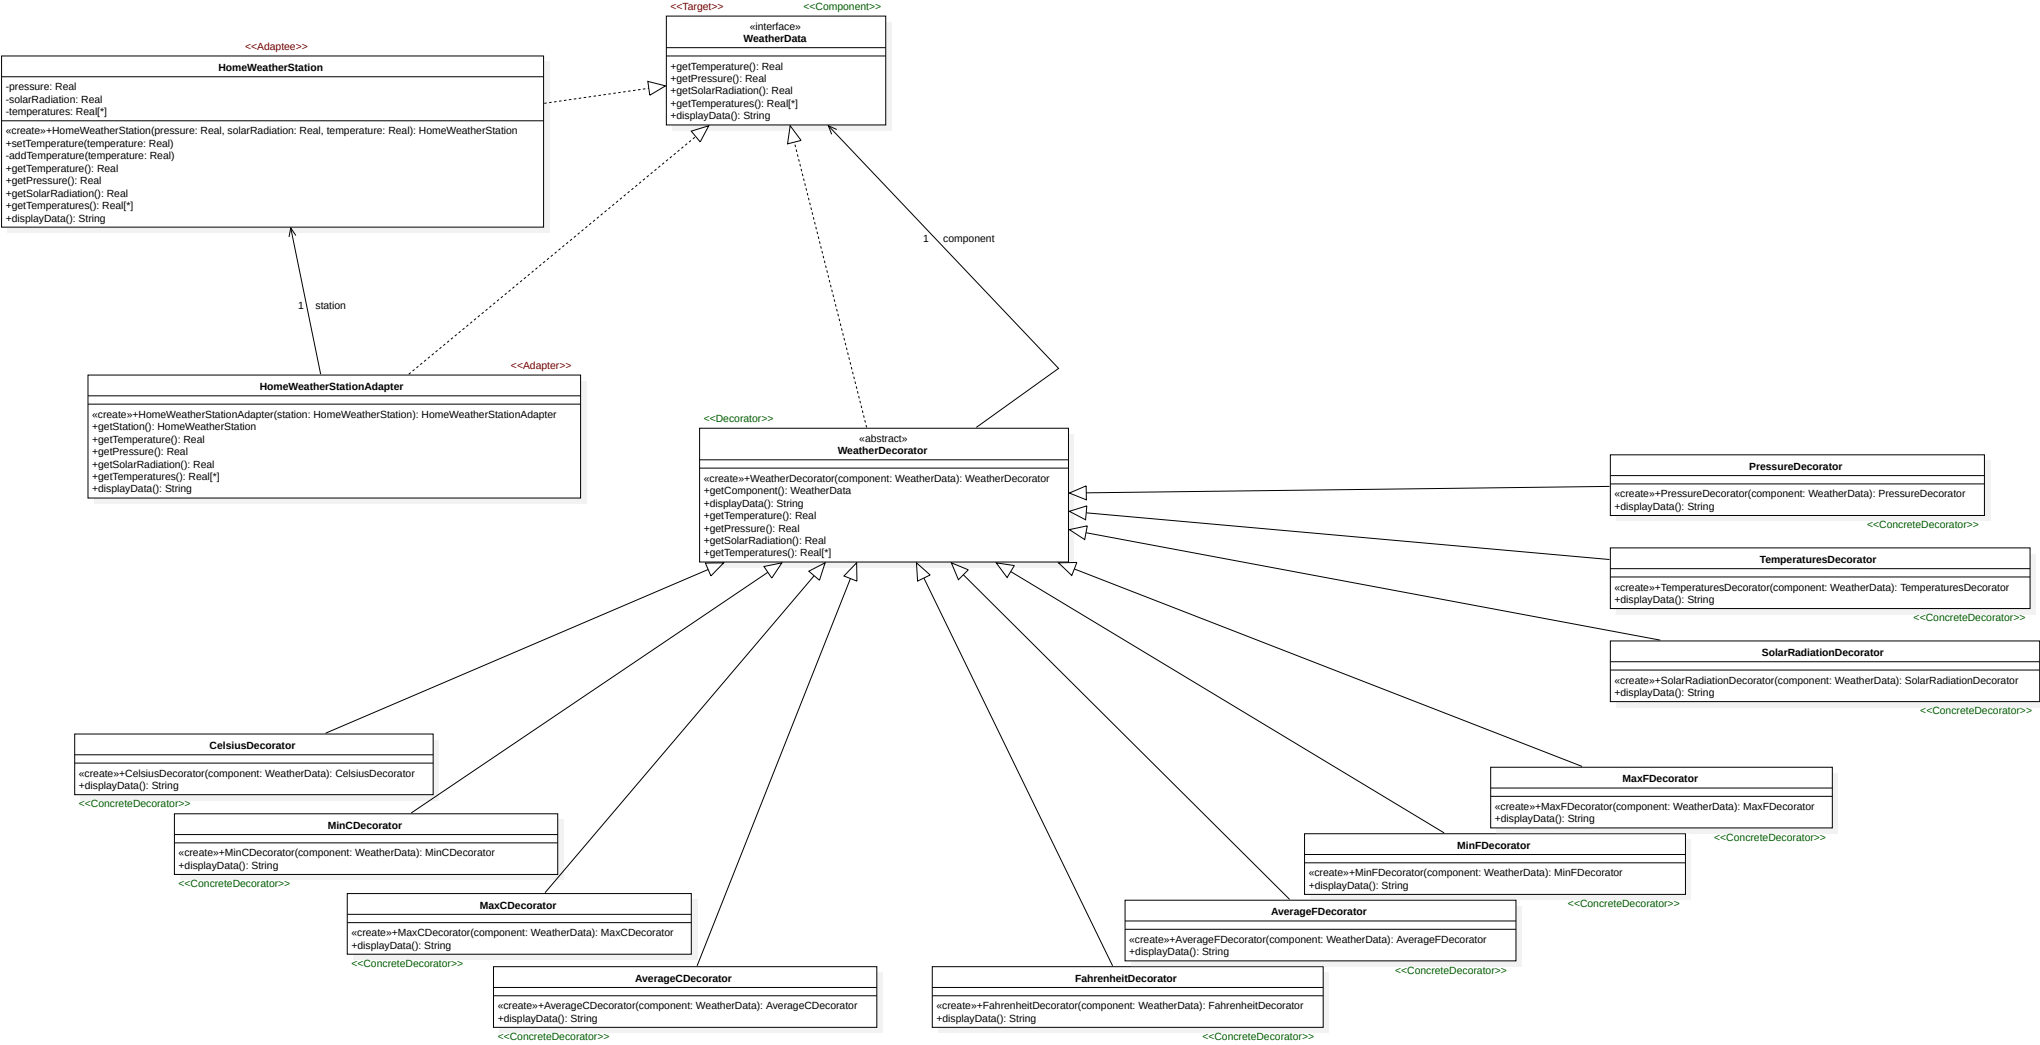 <<Target>>
<<Component>>
«interface»
WeatherData
+getTemperature(): Real
+getPressure(): Real
+getSolarRadiation(): Real
+getTemperatures(): Real[*]
+displayData(): String
<<Adaptee>>
HomeWeatherStation
-pressure: Real
-solarRadiation: Real
-temperatures: Real[*]
«create»+HomeWeatherStation(pressure: Real, solarRadiation: Real, temperature: Real): HomeWeatherStation
+setTemperature(temperature: Real)
-addTemperature(temperature: Real)
+getTemperature(): Real
+getPressure(): Real
+getSolarRadiation(): Real
+getTemperatures(): Real[*]
+displayData(): String
1 component
1 station
<<Adapter>>
HomeWeatherStationAdapter
«create»+HomeWeatherStationAdapter(station: HomeWeatherStation): HomeWeatherStationAdapter
+getStation(): HomeWeatherStation
+getTemperature(): Real
+getPressure(): Real
+getSolarRadiation(): Real
+getTemperatures(): Real[*]
+displayData(): String
<<Decorator>>
«abstract»
WeatherDecorator
«create»+WeatherDecorator(component: WeatherData): WeatherDecorator
+getComponent(): WeatherData
+displayData(): String
+getTemperature(): Real
+getPressure(): Real
+getSolarRadiation(): Real
+getTemperatures(): Real[*]
PressureDecorator
«create»+PressureDecorator(component: WeatherData): PressureDecorator
+displayData(): String
<<ConcreteDecorator>>
TemperaturesDecorator
«create»+TemperaturesDecorator(component: WeatherData): TemperaturesDecorator
+displayData(): String
<<ConcreteDecorator>>
SolarRadiationDecorator
«create»+SolarRadiationDecorator(component: WeatherData): SolarRadiationDecorator
+displayData(): String
<<ConcreteDecorator>>
CelsiusDecorator
«create»+CelsiusDecorator(component: WeatherData): CelsiusDecorator
+displayData(): String
<<ConcreteDecorator>>
MinCDecorator
«create»+MinCDecorator(component: WeatherData): MinCDecorator
+displayData(): String
<<ConcreteDecorator>>
MaxCDecorator
«create»+MaxCDecorator(component: WeatherData): MaxCDecorator
+displayData(): String
<<ConcreteDecorator>>
AverageCDecorator
«create»+AverageCDecorator(component: WeatherData): AverageCDecorator
+displayData(): String
<<ConcreteDecorator>>
FahrenheitDecorator
«create»+FahrenheitDecorator(component: WeatherData): FahrenheitDecorator
+displayData(): String
<<ConcreteDecorator>>
AverageFDecorator
«create»+AverageFDecorator(component: WeatherData): AverageFDecorator
+displayData(): String
<<ConcreteDecorator>>
MinFDecorator
«create»+MinFDecorator(component: WeatherData): MinFDecorator
+displayData(): String
<<ConcreteDecorator>>
MaxFDecorator
«create»+MaxFDecorator(component: WeatherData): MaxFDecorator
+displayData(): String
<<ConcreteDecorator>>